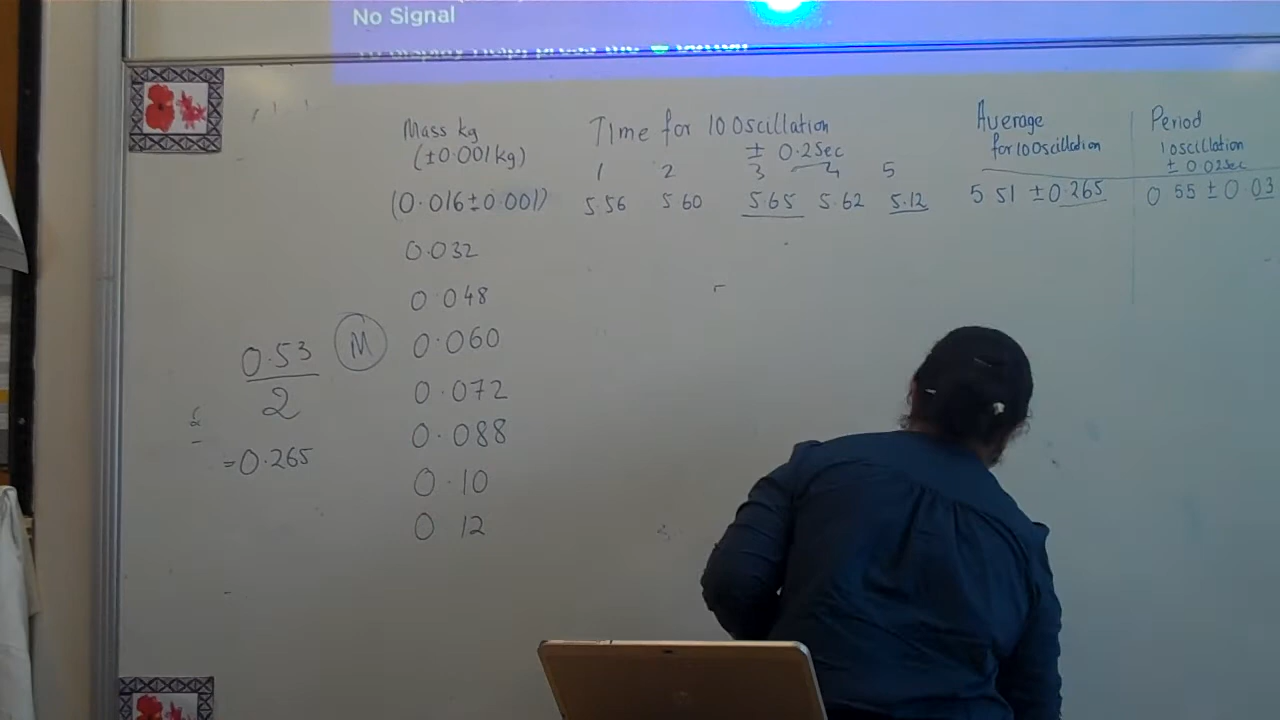 No Signal
Mass kg
(±0.001kg)
TIme for 10 Oscillation
± 0.2Sec
1 2 3 4 5
Average
for 10 Oscillation
Period
1 oscillation
± 0.02sec
(0.016±0.001) 5.56 5.60 5.65 5.62 5.12 5.51 ±0.265 0.55 ±0.03
0.032
0.048
0.060
0.072
0.088
0.10
0.12
M
0.53
2
=0.265